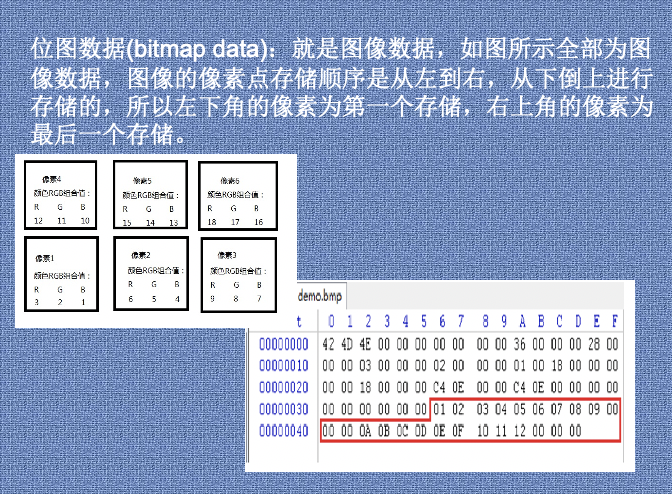 位图数据(bitmap data)：就是图像数据，如图所示全部为图
像数据，图像的像素点存储顺序是从左到右，从下倒上进行
存储的，所以左下角的像素为第一个存储，右上角的像素为
最后一个存储。
像素4 像素5 像素6
颜色RGB组合值： 颜色RGB组合值： 颜色RGB组合值：
R G B R G B R G B
12 11 10 15 14 13 18 17 16
像素1 像素2 像素3
颜色RGB组合值： 颜色RGB组合值： 颜色RGB组合值：
R G B R G B R G B
3 2 1 6 5 4 9 8 7
demo.bmp
t 0 1 2 3 4 5 6 7 8 9 A B C D E F
00000000 42 4D 4E 00 00 00 00 00 00 00 36 00 00 00 28 00
00000010 00 00 03 00 00 00 02 00 00 00 01 00 18 00 00 00
00000020 00 00 18 00 00 00 C4 0E 00 00 C4 0E 00 00 00 00
00000030 00 00 00 00 00 00 01 02 03 04 05 06 07 08 09 00
00000040 00 00 0A 0B 0C 0D 0E 0F 10 11 12 00 00 00